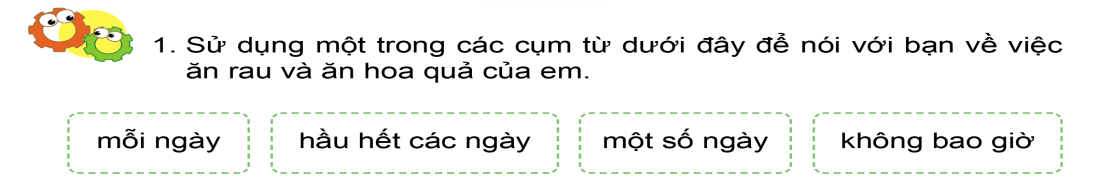 1. Sử dụng một trong các cụm từ dưới đây để nói với bạn về việc
ăn rau và ăn hoa quả của em.
mỗi ngày
hầu hết các ngày
một số ngày
không bao giờ